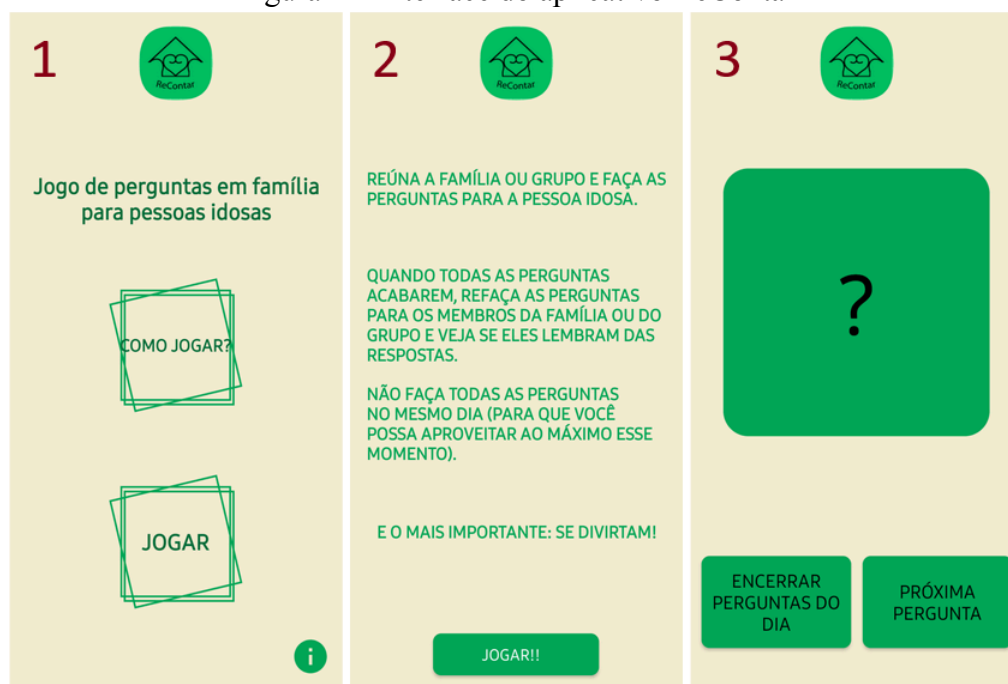 1
ReContar
Jogo de perguntas em família
para pessoas idosas
COMO JOGAR?
JOGAR
i
2
ReContar
REÚNA A FAMÍLIA OU GRUPO E FAÇA AS
PERGUNTAS PARA A PESSOA IDOSA.
QUANDO TODAS AS PERGUNTAS
ACABAREM, REFAÇA AS PERGUNTAS
PARA OS MEMBROS DA FAMÍLIA OU DO
GRUPO E VEJA SE ELES LEMBRAM DAS
RESPOSTAS.
NÃO FAÇA TODAS AS PERGUNTAS
NO MESMO DIA (PARA QUE VOCÊ
POSSA APROVEITAR AO MÁXIMO ESSE
MOMENTO).
E O MAIS IMPORTANTE: SE DIVIRTAM!
JOGAR!!
3
ReContar
?
ENCERRAR
PERGUNTAS DO
DIA
PRÓXIMA
PERGUNTA